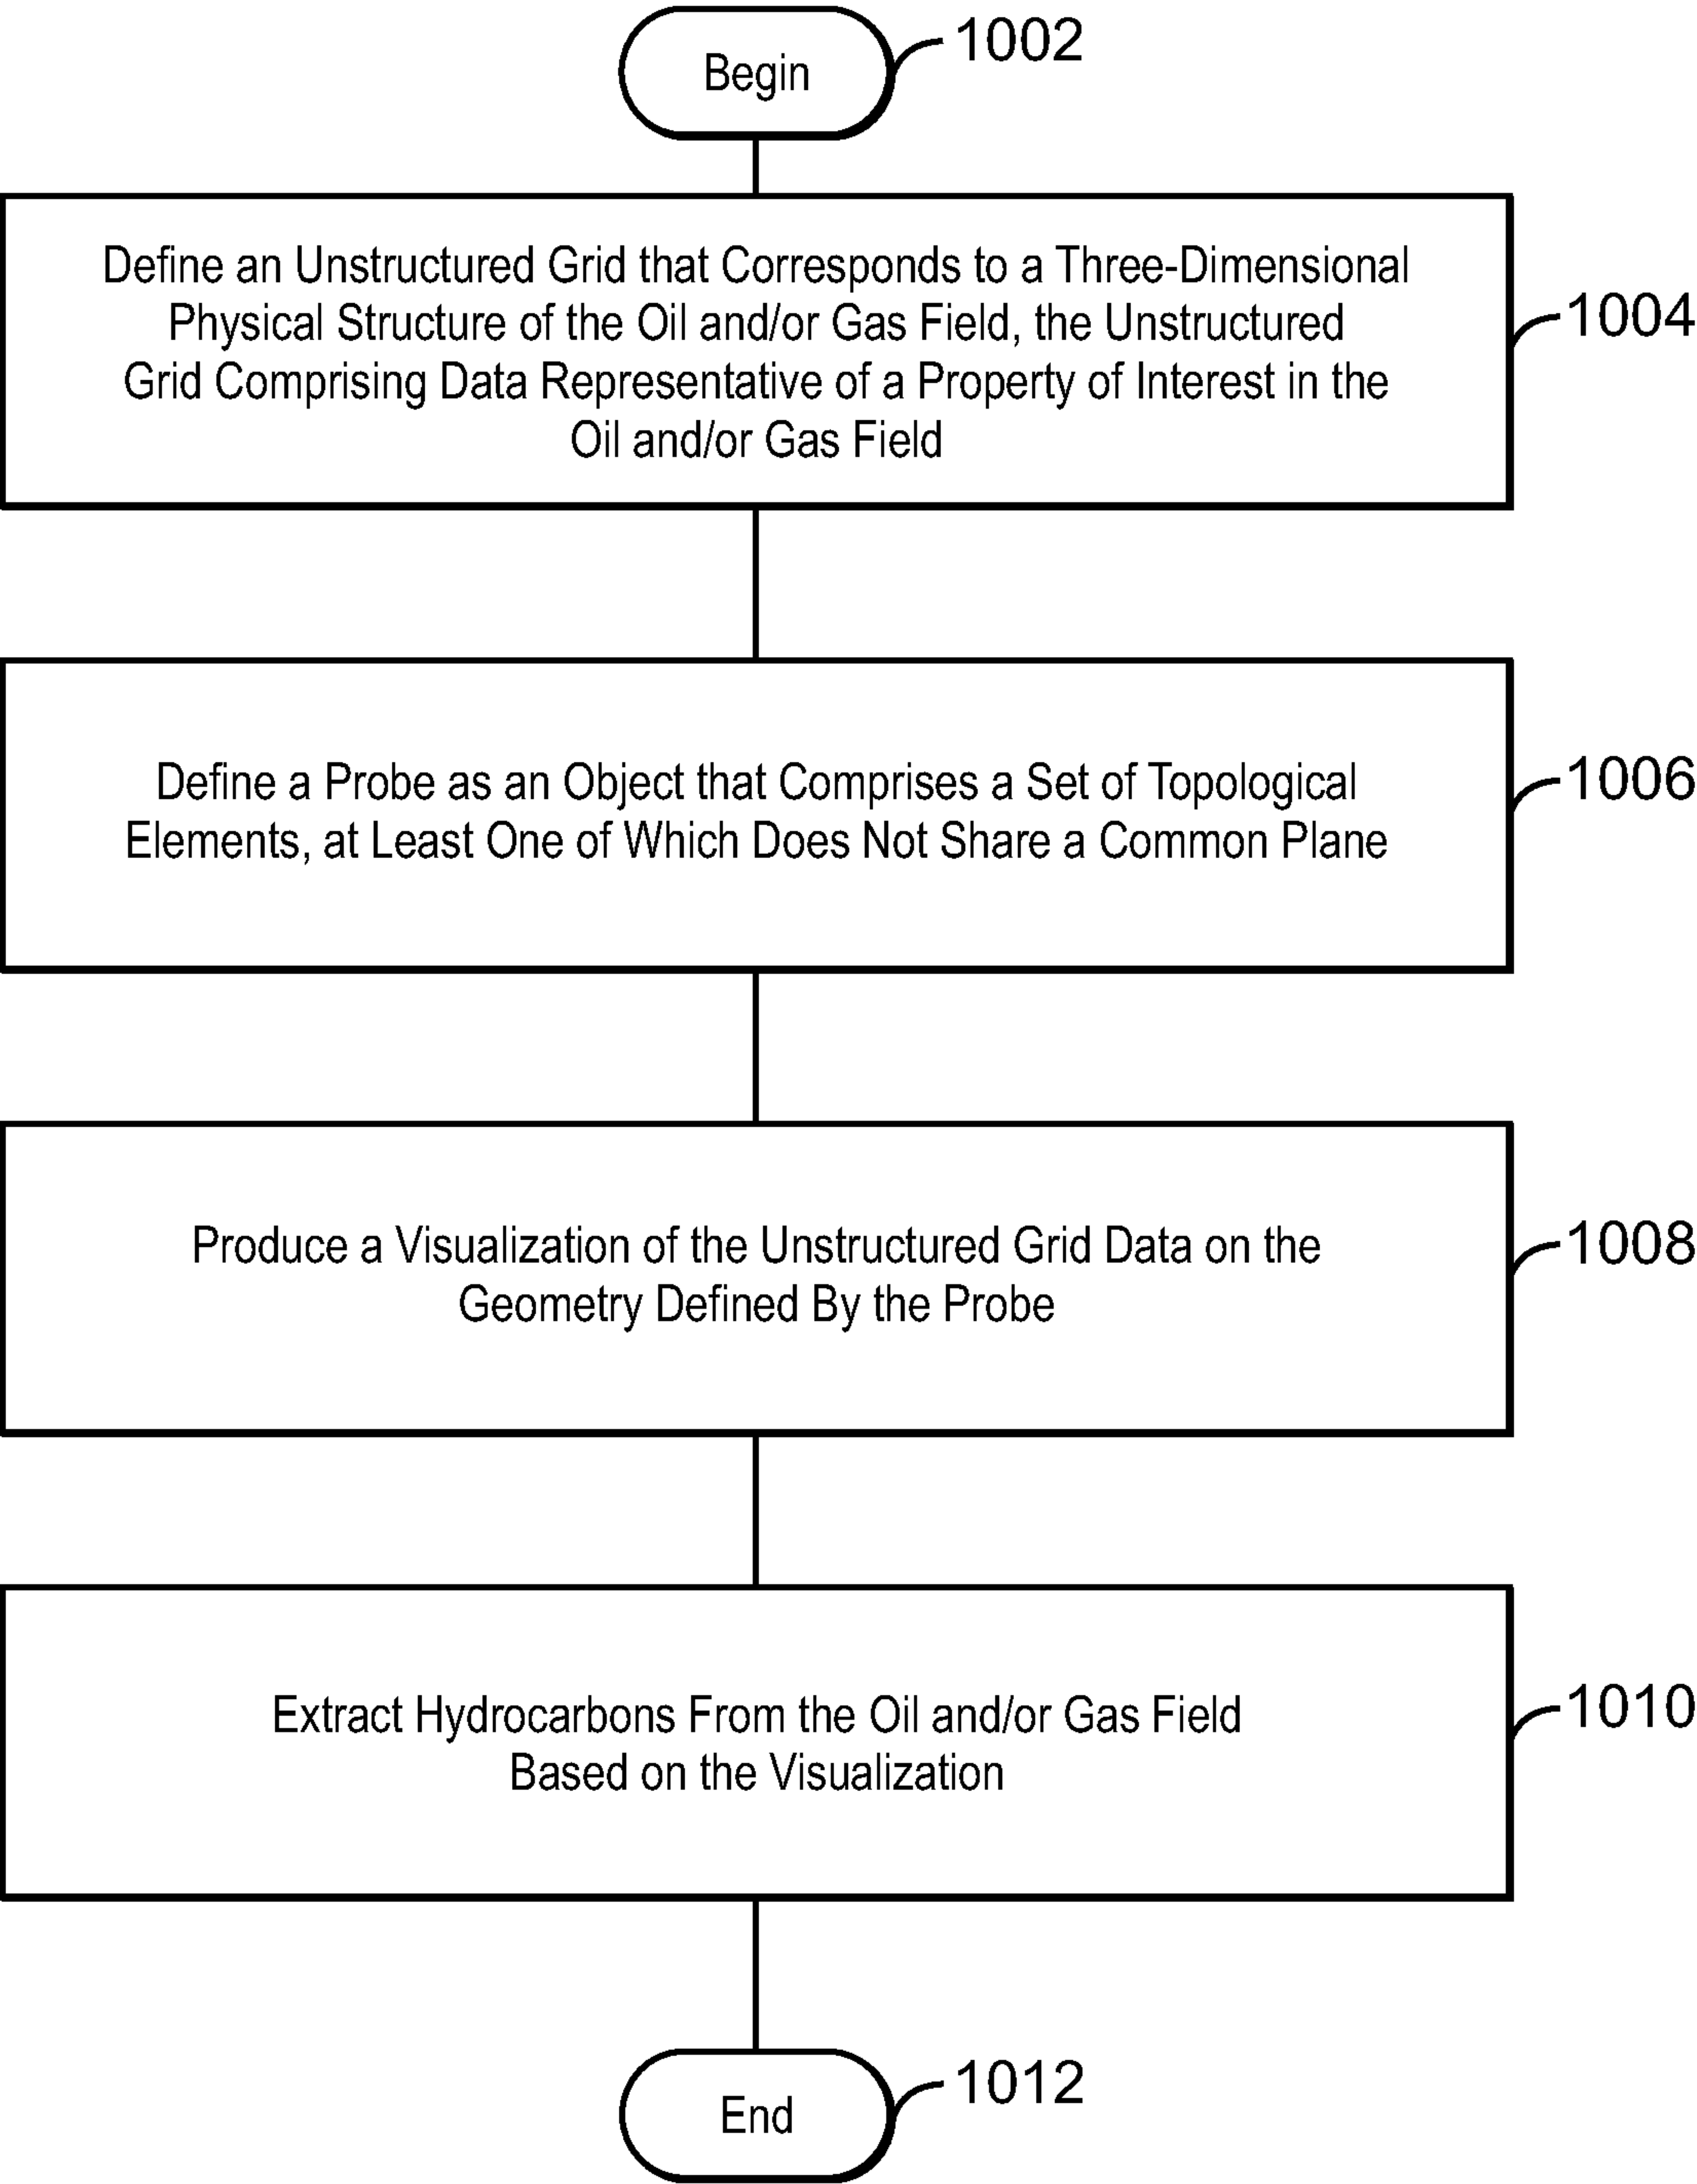 Begin
1002
Define an Unstructured Grid that Corresponds to a Three-Dimensional
Physical Structure of the Oil and/or Gas Field, the Unstructured
Grid Comprising Data Representative of a Property of Interest in the
Oil and/or Gas Field
1004
Define a Probe as an Object that Comprises a Set of Topological
Elements, at Least One of Which Does Not Share a Common Plane
1006
Produce a Visualization of the Unstructured Grid Data on the
Geometry Defined By the Probe
1008
Extract Hydrocarbons From the Oil and/or Gas Field
Based on the Visualization
1010
End
1012